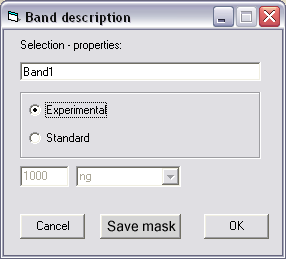 Band description
Selection - properties:
Band1
Experimental
Standard
1000 ng
Cancel Save mask OK